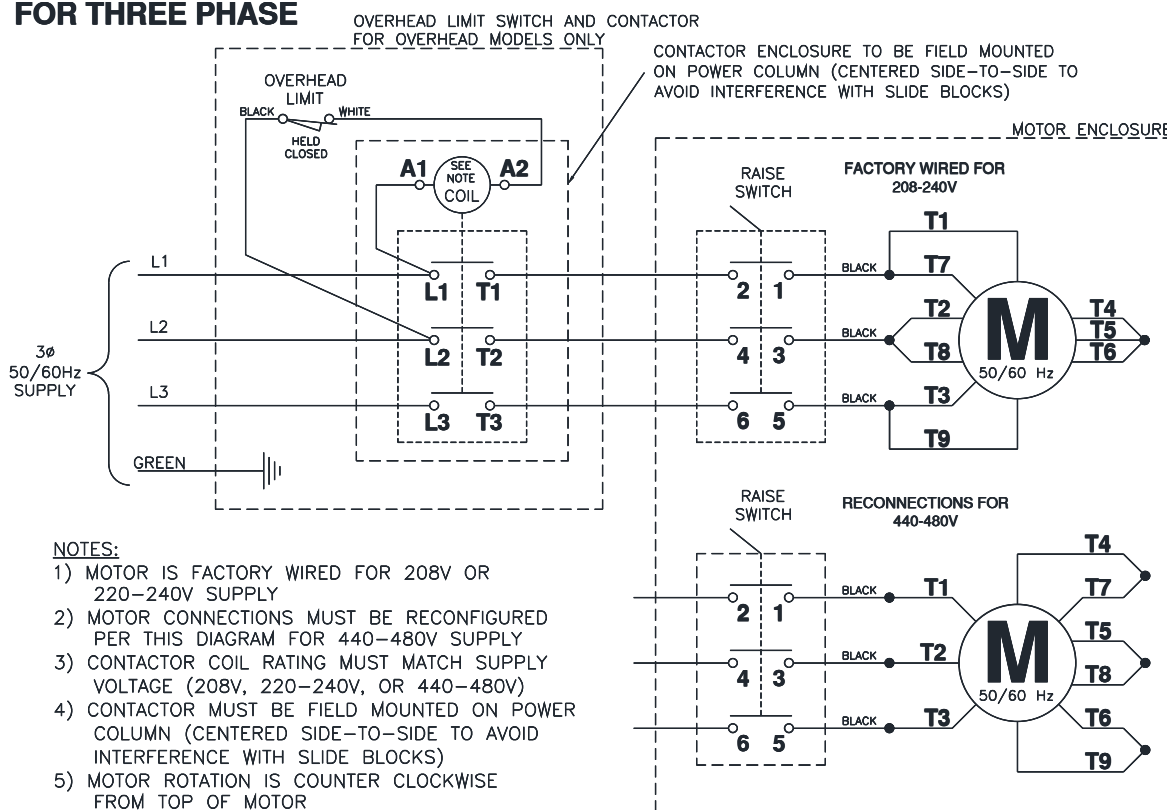 FOR THREE PHASE
OVERHEAD LIMIT SWITCH AND CONTACTOR
FOR OVERHEAD MODELS ONLY
CONTACTOR ENCLOSURE TO BE FIELD MOUNTED
ON POWER COLUMN (CENTERED SIDE-TO-SIDE TO
AVOID INTERFERENCE WITH SLIDE BLOCKS)
OVERHEAD
LIMIT
BLACK
WHITE
HELD
CLOSED
A1
SEE
NOTE
COIL
A2
MOTOR ENCLOSURE
RAISE
SWITCH
FACTORY WIRED FOR
208-240V
3ø
50/60Hz
SUPPLY
L1
L2
L3
GREEN
L1 T1
L2 T2
L3 T3
2 1
4 3
6 5
BLACK
BLACK
BLACK
T1
T7
T2
T8
T3
T9
M
50/60 Hz
T4
T5
T6
RAISE
SWITCH
RECONNECTIONS FOR
440-480V
2 1
4 3
6 5
BLACK
BLACK
BLACK
T1
T2
T3
M
50/60 Hz
T4
T7
T5
T8
T6
T9
NOTES:
1) MOTOR IS FACTORY WIRED FOR 208V OR
220-240V SUPPLY
2) MOTOR CONNECTIONS MUST BE RECONFIGURED
PER THIS DIAGRAM FOR 440-480V SUPPLY
3) CONTACTOR COIL RATING MUST MATCH SUPPLY
VOLTAGE (208V, 220-240V, OR 440-480V)
4) CONTACTOR MUST BE FIELD MOUNTED ON POWER
COLUMN (CENTERED SIDE-TO-SIDE TO AVOID
INTERFERENCE WITH SLIDE BLOCKS)
5) MOTOR ROTATION IS COUNTER CLOCKWISE
FROM TOP OF MOTOR